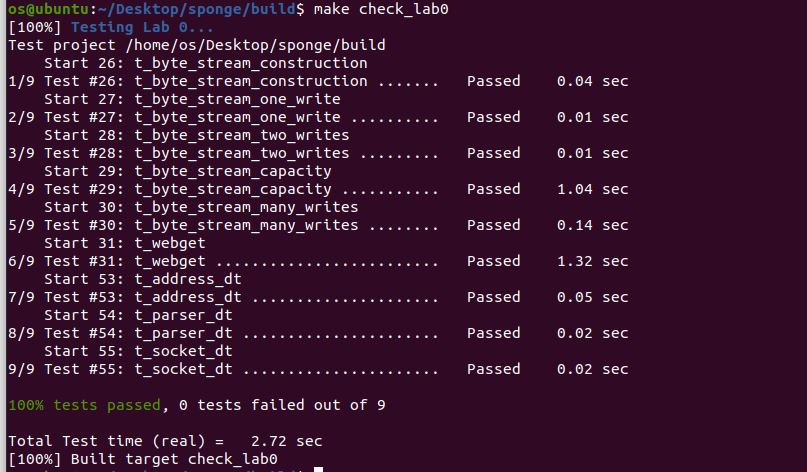 os@ubuntu:~/Desktop/sponge/build$ make check_lab0
[100%] Testing Lab 0...
Test project /home/os/Desktop/sponge/build
    Start 26: t_byte_stream_construction
1/9 Test #26: t_byte_stream_construction .......   Passed    0.04 sec
    Start 27: t_byte_stream_one_write
2/9 Test #27: t_byte_stream_one_write ..........   Passed    0.01 sec
    Start 28: t_byte_stream_two_writes
3/9 Test #28: t_byte_stream_two_writes .........   Passed    0.01 sec
    Start 29: t_byte_stream_capacity
4/9 Test #29: t_byte_stream_capacity ...........   Passed    1.04 sec
    Start 30: t_byte_stream_many_writes
5/9 Test #30: t_byte_stream_many_writes ........   Passed    0.14 sec
    Start 31: t_webget
6/9 Test #31: t_webget .........................   Passed    1.32 sec
    Start 53: t_address_dt
7/9 Test #53: t_address_dt .....................   Passed    0.05 sec
    Start 54: t_parser_dt
8/9 Test #54: t_parser_dt ......................   Passed    0.02 sec
    Start 55: t_socket_dt
9/9 Test #55: t_socket_dt ......................   Passed    0.02 sec
100% tests passed, 0 tests failed out of 9
Total Test time (real) =   2.72 sec
[100%] Built target check_lab0